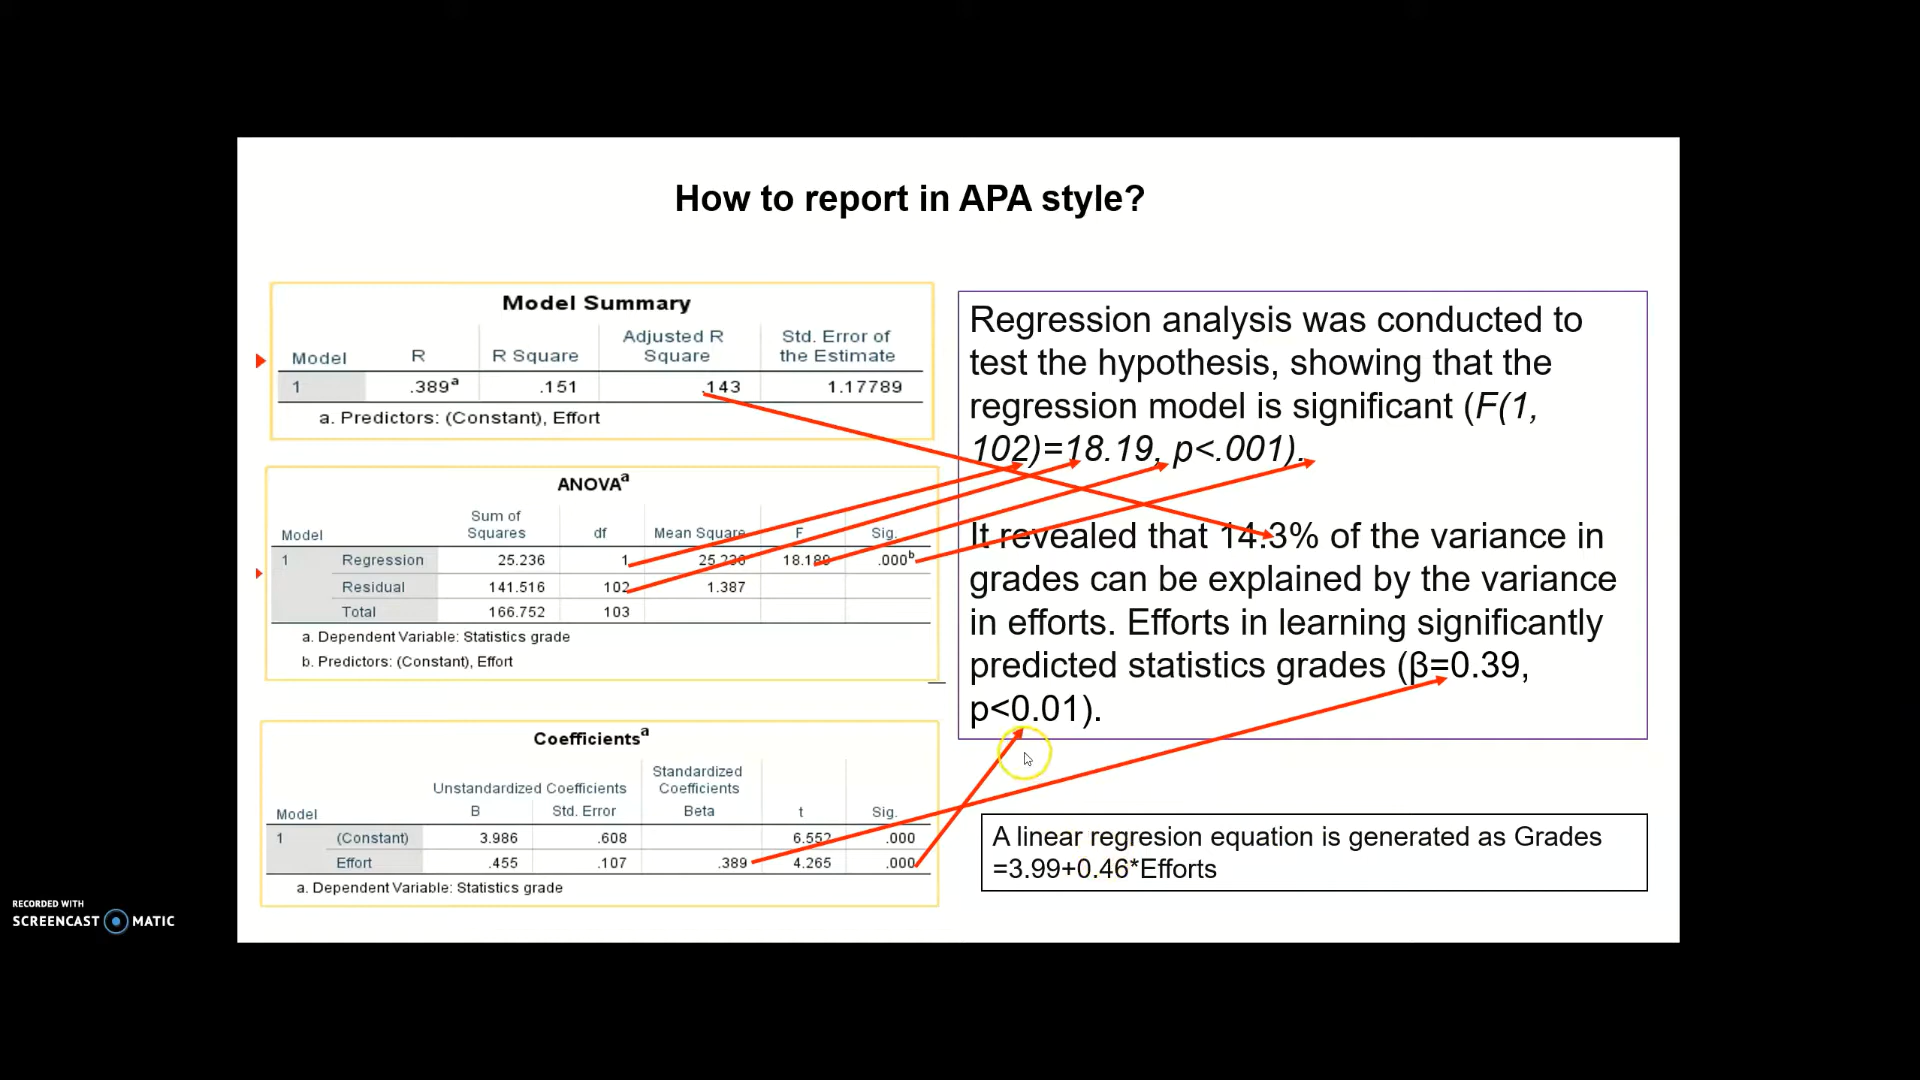 How to report in APA style?
Model Summary
Model R R Square Adjusted R Square Std. Error of the Estimate
1 .389a .151 .143 1.17789
a. Predictors: (Constant), Effort
ANOVAa
Model Sum of Squares df Mean Square F Sig.
1 Regression 25.236 1 25.236 18.189 .000b
Residual 141.516 102 1.387
Total 166.752 103
a. Dependent Variable: Statistics grade
b. Predictors: (Constant), Effort
Coefficientsa
Unstandardized Coefficients Standardized Coefficients
Model B Std. Error Beta t Sig.
1 (Constant) 3.986 .608 6.552 .000
Effort .455 .107 .389 4.265 .000
a. Dependent Variable: Statistics grade
Regression analysis was conducted to
test the hypothesis, showing that the
regression model is significant (F(1,
102)=18.19, p<.001).
It revealed that 14.3% of the variance in
grades can be explained by the variance
in efforts. Efforts in learning significantly
predicted statistics grades (β=0.39,
p<0.01).
A linear regresion equation is generated as Grades
=3.99+0.46*Efforts
RECORDED WITH
SCREENCAST MATIC